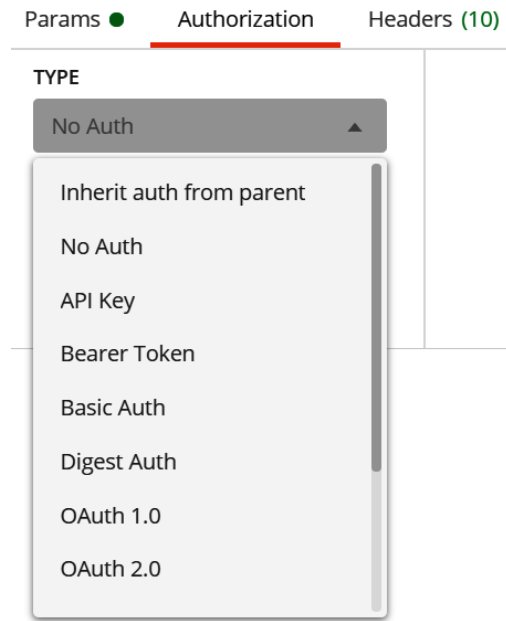 Params Authorization Headers (10)
TYPE
No Auth
Inherit auth from parent
No Auth
API Key
Bearer Token
Basic Auth
Digest Auth
OAuth 1.0
OAuth 2.0